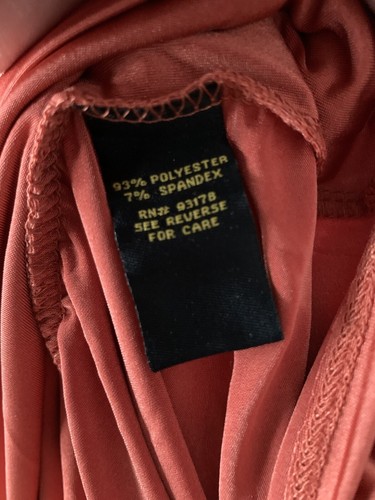 93% POLYESTER
7% SPANDEX
RN# 93178
SEE REVERSE
FOR CARE